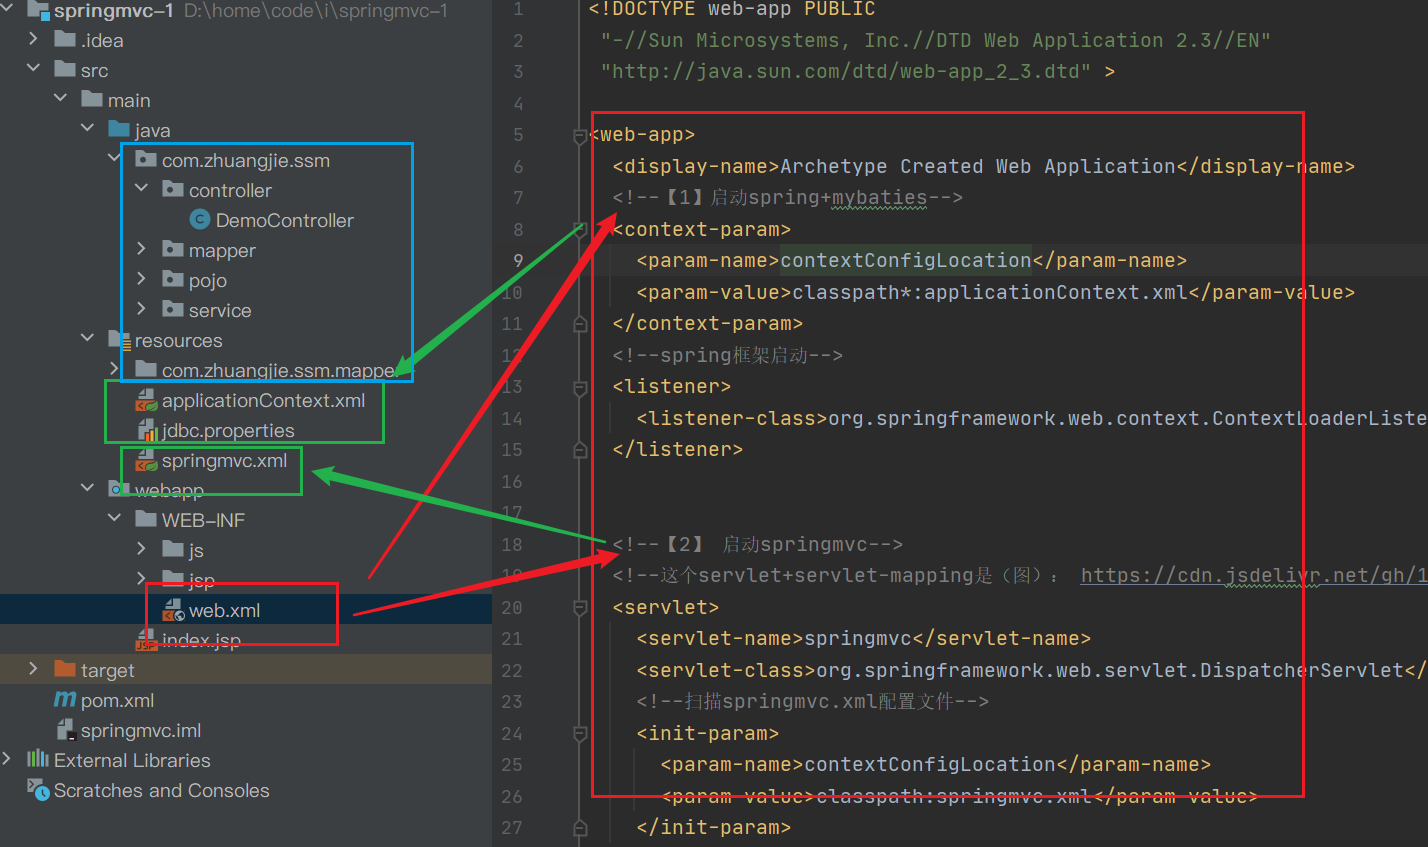 springmvc-1 D:\home\code\i\springmvc-1
.idea
src
main
java
com.zhuangjie.ssm
controller
DemoController
mapper
pojo
service
resources
com.zhuangjie.ssm.mappe
applicationContext.xml
jdbc.properties
springmvc.xml
webapp
WEB-INF
js
jsp
web.xml
index.jsp
target
pom.xml
springmvc.iml
External Libraries
Scratches and Consoles
1 <!DOCTYPE web-app PUBLIC
2 "-//Sun Microsystems, Inc.//DTD Web Application 2.3//EN"
3 "http://java.sun.com/dtd/web-app_2_3.dtd" >
4
5 <web-app>
6 <display-name>Archetype Created Web Application</display-name>
7 <!--【1】启动spring+mybaties-->
8 <context-param>
9 <param-name>contextConfigLocation</param-name>
10 <param-value>classpath*:applicationContext.xml</param-value>
11 </context-param>
12 <!--spring框架启动-->
13 <listener>
14 <listener-class>org.springframework.web.context.ContextLoaderListe
15 </listener>
16
17
18 <!--【2】 启动springmvc-->
19 <!--这个servlet+servlet-mapping是（图）： https://cdn.jsdelivr.net/gh/1
20 <servlet>
21 <servlet-name>springmvc</servlet-name>
22 <servlet-class>org.springframework.web.servlet.DispatcherServlet</
23 <!--扫描springmvc.xml配置文件-->
24 <init-param>
25 <param-name>contextConfigLocation</param-name>
26 <param-value>classpath:springmvc.xml</param-value>
27 </init-param>